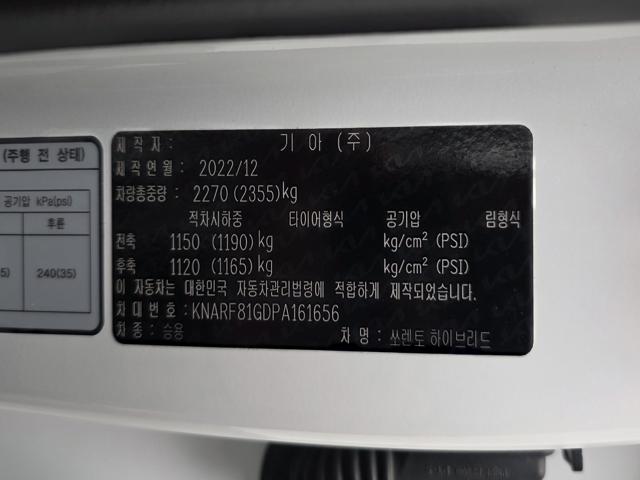 (주행 전 상태)
공기압 kPa(psi)
후륜
240(35)
제작자: 기아(주)
제작연월: 2022/12
차량총중량: 2270(2355)kg
적차시하중 타이어형식 공기압 림형식
전축 1150(1190)kg kg/cm² (PSI)
후축 1120(1165)kg kg/cm² (PSI)
이 자동차는 대한민국 자동차관리법령에 적합하게 제작되었습니다.
차대번호: KNARF81GDPA161656
차종: 승용 차명: 쏘렌토 하이브리드